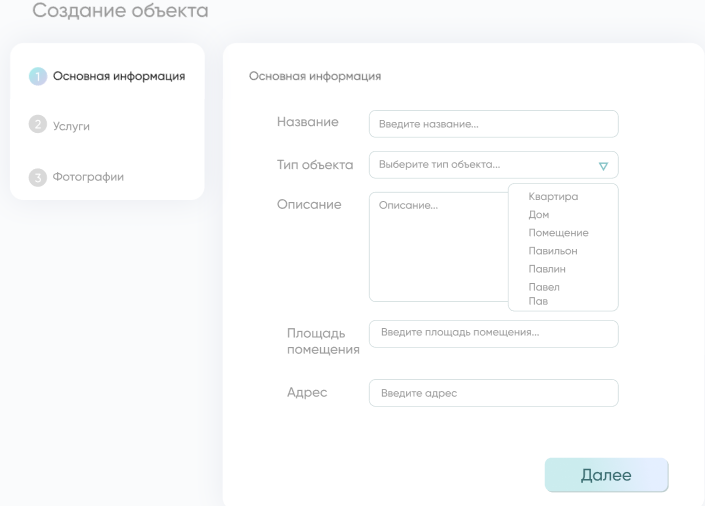 Создание объекта
1 Основная информация
2 Услуги
3 Фотографии
Основная информация
Название
Введите название...
Тип объекта
Выберите тип объекта...
Описание
Описание...
Квартира
Дом
Помещение
Павильон
Павлин
Павел
Пав
Площадь
помещения
Введите площадь помещения...
Адрес
Введите адрес
Далее